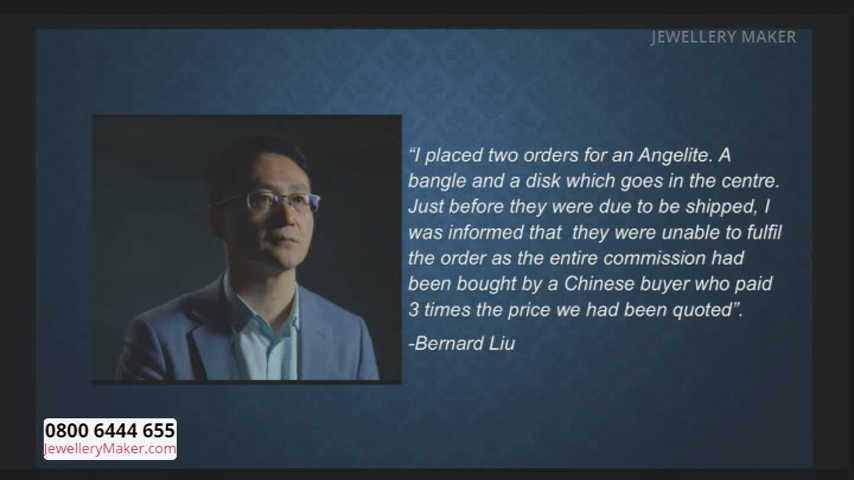 JEWELLERY MAKER
“I placed two orders for an Angelite. A
bangle and a disk which goes in the centre.
Just before they were due to be shipped, I
was informed that  they were unable to fulfil
the order as the entire commission had
been bought by a Chinese buyer who paid
3 times the price we had been quoted”.
-Bernard Liu
0800 6444 655
JewelleryMaker.com